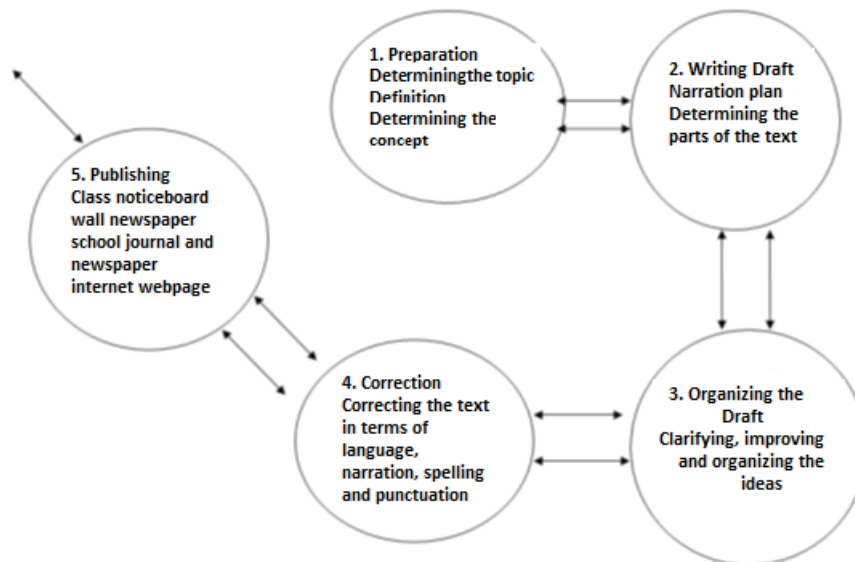 1. Preparation
Determiningthe topic
Definition
Determining the
concept
2. Writing Draft
Narration plan
Determining the
parts of the text
3. Organizing the
Draft
Clarifying, improving
and organizing the
ideas
4. Correction
Correcting the text
in terms of
language,
narration, spelling
and punctuation
5. Publishing
Class noticeboard
wall newspaper
school journal and
newspaper
internet webpage